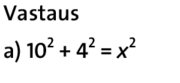 Vastaus
a) 10² + 4² = x²